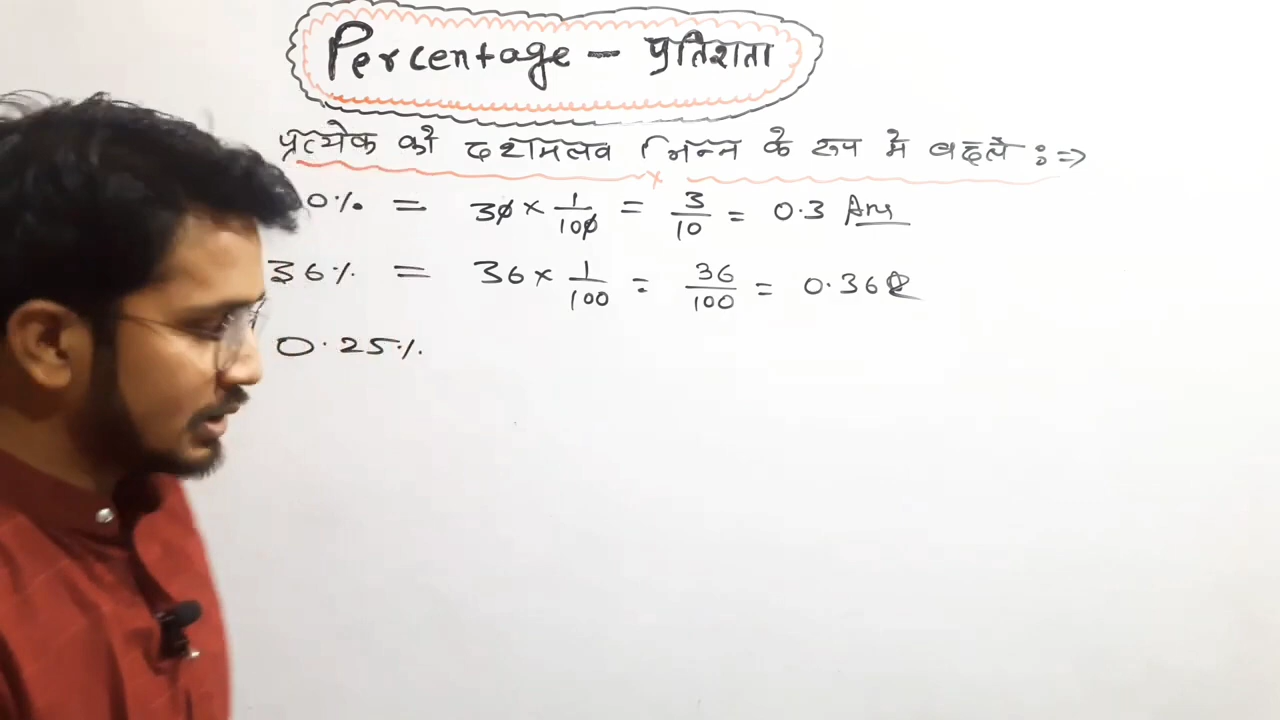 Percentage - प्रतिशता
प्रत्येक को दशमलव भिन्न के रूप में बदले :⇒
0% = 30 × 1/100 = 3/10 = 0.3 Ans
36% = 36 × 1/100 = 36/100 = 0.36
0.25%